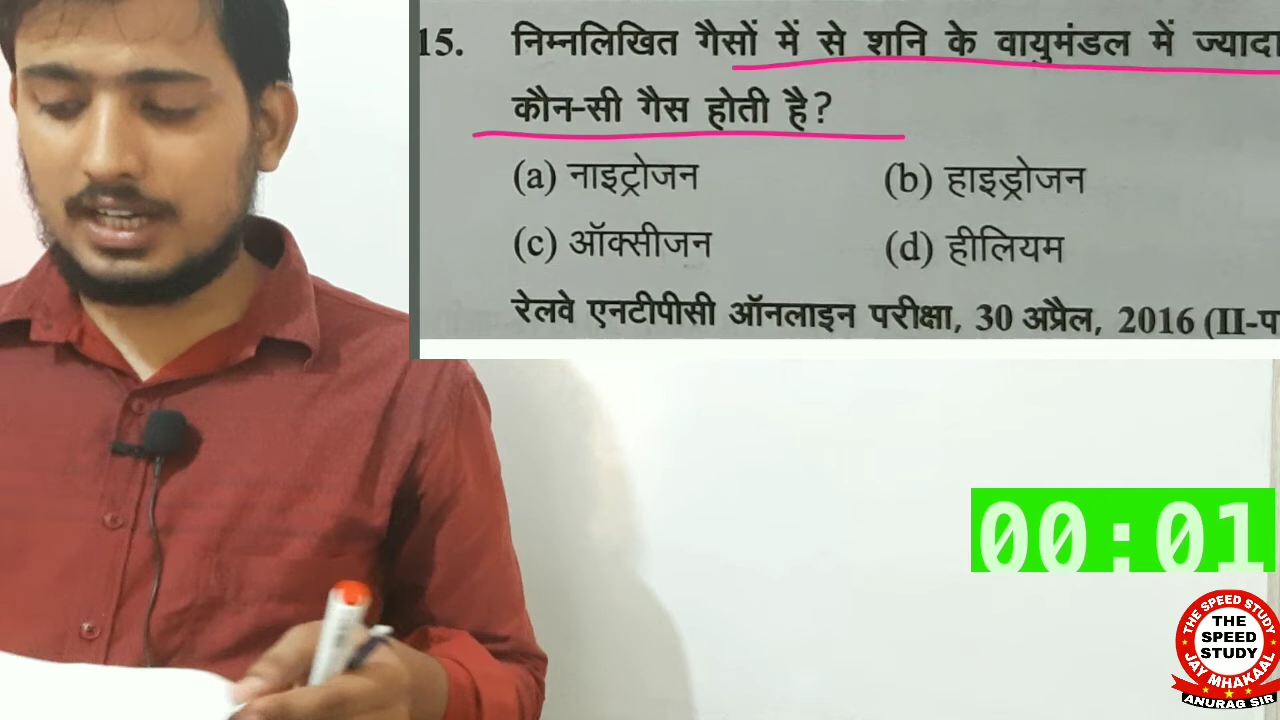 15. निम्नलिखित गैसों में से शनि के वायुमंडल में ज्यादा
कौन-सी गैस होती है?
(a) नाइट्रोजन (b) हाइड्रोजन
(c) ऑक्सीजन (d) हीलियम
रेलवे एनटीपीसी ऑनलाइन परीक्षा, 30 अप्रैल, 2016 (II-प
00:01
THE SPEED STUDY
THE
SPEED
STUDY
JAY MHAKAAL
ANURAG SIR